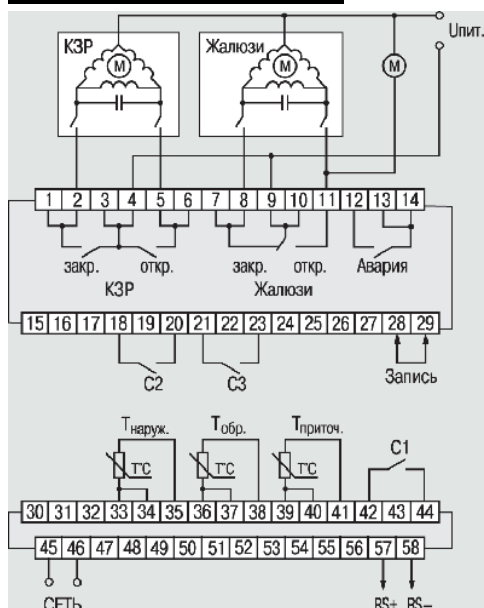 КЗР Жалюзи Uпит.
М М М
1 2 3 4 5 6 7 8 9 10 11 12 13 14
закр. откр. закр. откр. Авария
КЗР Жалюзи
15 16 17 18 19 20 21 22 23 24 25 26 27 28 29
С2 С3 Запись
Тнаруж. Тобр. Тприточ.
С1
Т°С Т°С Т°С
30 31 32 33 34 35 36 37 38 39 40 41 42 43 44
45 46 47 48 49 50 51 52 53 54 55 56 57 58
СЕТЬ RS+ RS–